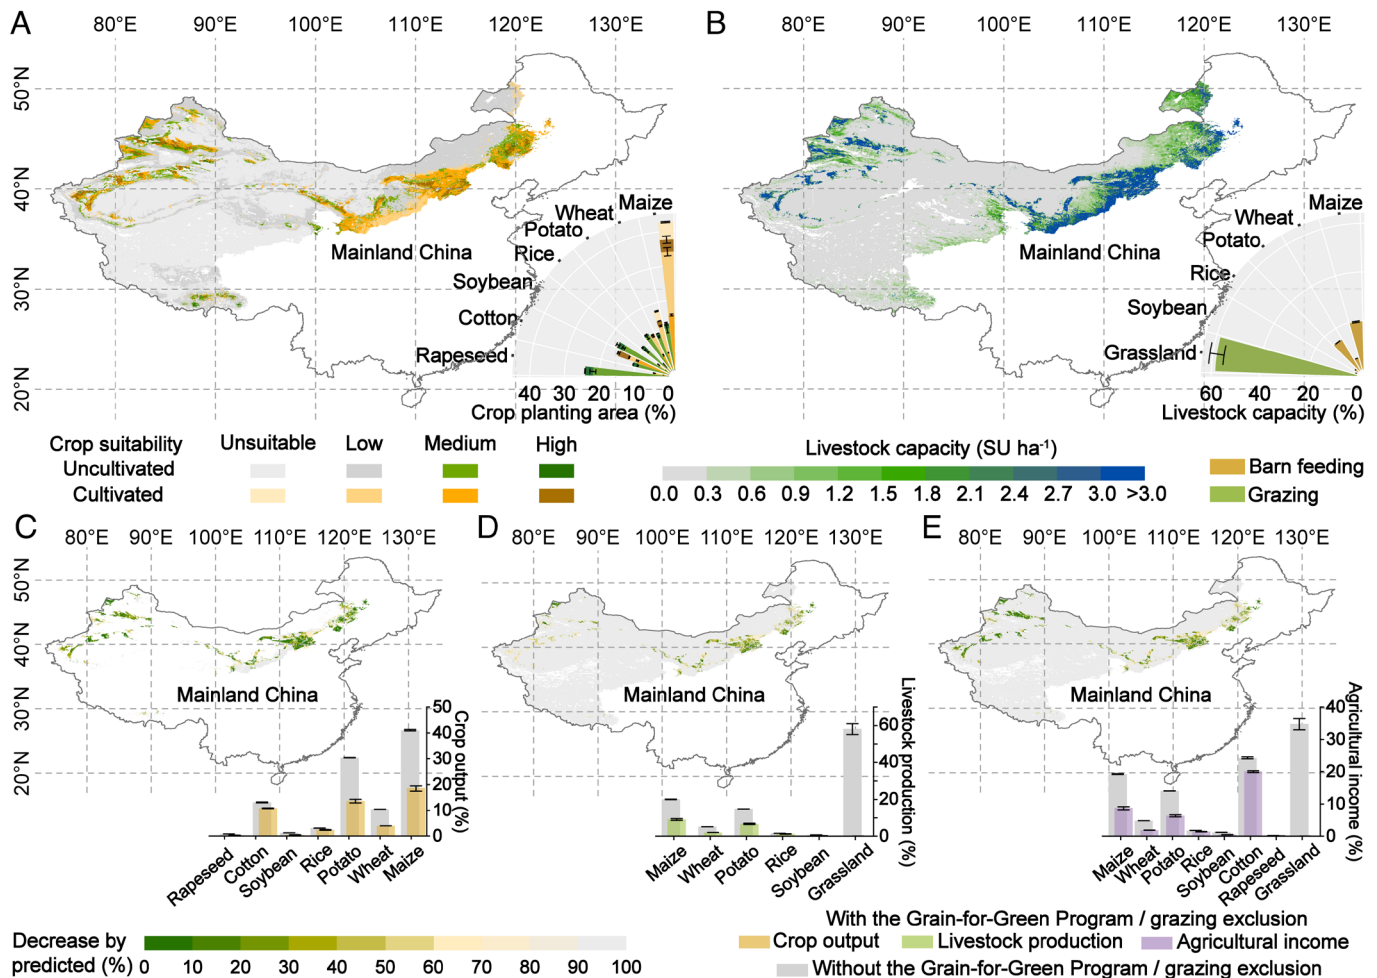 A
80°E 90°E 100°E 110°E 120°E 130°E
50°N
40°N
30°N
20°N
Mainland China
Maize
Wheat
Potato
Rice
Soybean
Cotton
Rapeseed
40 30 20 10 0
Crop planting area (%)
B
80°E 90°E 100°E 110°E 120°E 130°E
Mainland China
Maize
Wheat
Potato
Rice
Soybean
Grassland
60 40 20 0
Livestock capacity (%)
Crop suitability Unsuitable Low Medium High
Uncultivated
Cultivated
Livestock capacity (SU ha⁻¹)
0.0 0.3 0.6 0.9 1.2 1.5 1.8 2.1 2.4 2.7 3.0 >3.0
Barn feeding
Grazing
C
80°E 90°E 100°E 110°E 120°E 130°E
50°N
40°N
30°N
20°N
Mainland China
50
40
30
20
10
0
Crop output (%)
Rapeseed
Cotton
Soybean
Rice
Potato
Wheat
Maize
D
80°E 90°E 100°E 110°E 120°E 130°E
Mainland China
60
40
20
0
Livestock production (%)
Maize
Wheat
Potato
Rice
Soybean
Grassland
E
80°E 90°E 100°E 110°E 120°E 130°E
Mainland China
40
30
20
10
0
Agricultural income (%)
Maize
Wheat
Potato
Rice
Soybean
Cotton
Rapeseed
Grassland
Decrease by
predicted (%)
0 10 20 30 40 50 60 70 80 90 100
With the Grain-for-Green Program / grazing exclusion
Crop output Livestock production Agricultural income
Without the Grain-for-Green Program / grazing exclusion